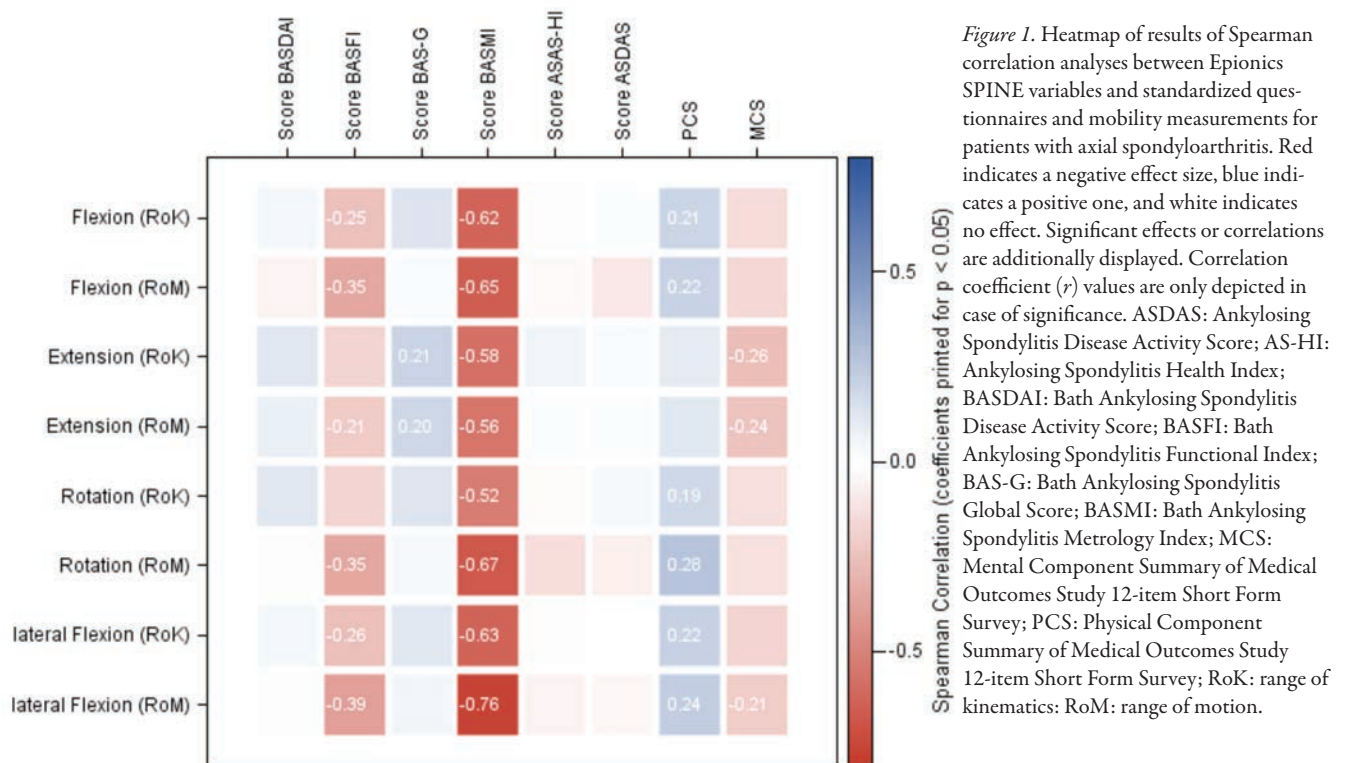 Score BASDAI
Score BASFI
Score BAS-G
Score BASMI
Score ASAS-HI
Score ASDAS
PCS
MCS
Flexion (RoK)
-0.25
-0.62
0.21
Flexion (RoM)
-0.35
-0.65
0.22
Extension (RoK)
0.21
-0.58
-0.26
Extension (RoM)
-0.21
0.20
-0.56
-0.24
Rotation (RoK)
-0.52
0.19
Rotation (RoM)
-0.35
-0.67
0.28
lateral Flexion (RoK)
-0.26
-0.63
0.22
lateral Flexion (RoM)
-0.39
-0.76
0.24
-0.21
0.5
0.0
-0.5
Spearman Correlation (coefficients printed for p < 0.05)
Figure 1. Heatmap of results of Spearman
correlation analyses between Epionics
SPINE variables and standardized ques-
tionnaires and mobility measurements for
patients with axial spondyloarthritis. Red
indicates a negative effect size, blue indi-
cates a positive one, and white indicates
no effect. Significant effects or correlations
are additionally displayed. Correlation
coefficient (r) values are only depicted in
case of significance. ASDAS: Ankylosing
Spondylitis Disease Activity Score; AS-HI:
Ankylosing Spondylitis Health Index;
BASDAI: Bath Ankylosing Spondylitis
Disease Activity Score; BASFI: Bath
Ankylosing Spondylitis Functional Index;
BAS-G: Bath Ankylosing Spondylitis
Global Score; BASMI: Bath Ankylosing
Spondylitis Metrology Index; MCS:
Mental Component Summary of Medical
Outcomes Study 12-item Short Form
Survey; PCS: Physical Component
Summary of Medical Outcomes Study
12-item Short Form Survey; RoK: range of
kinematics: RoM: range of motion.